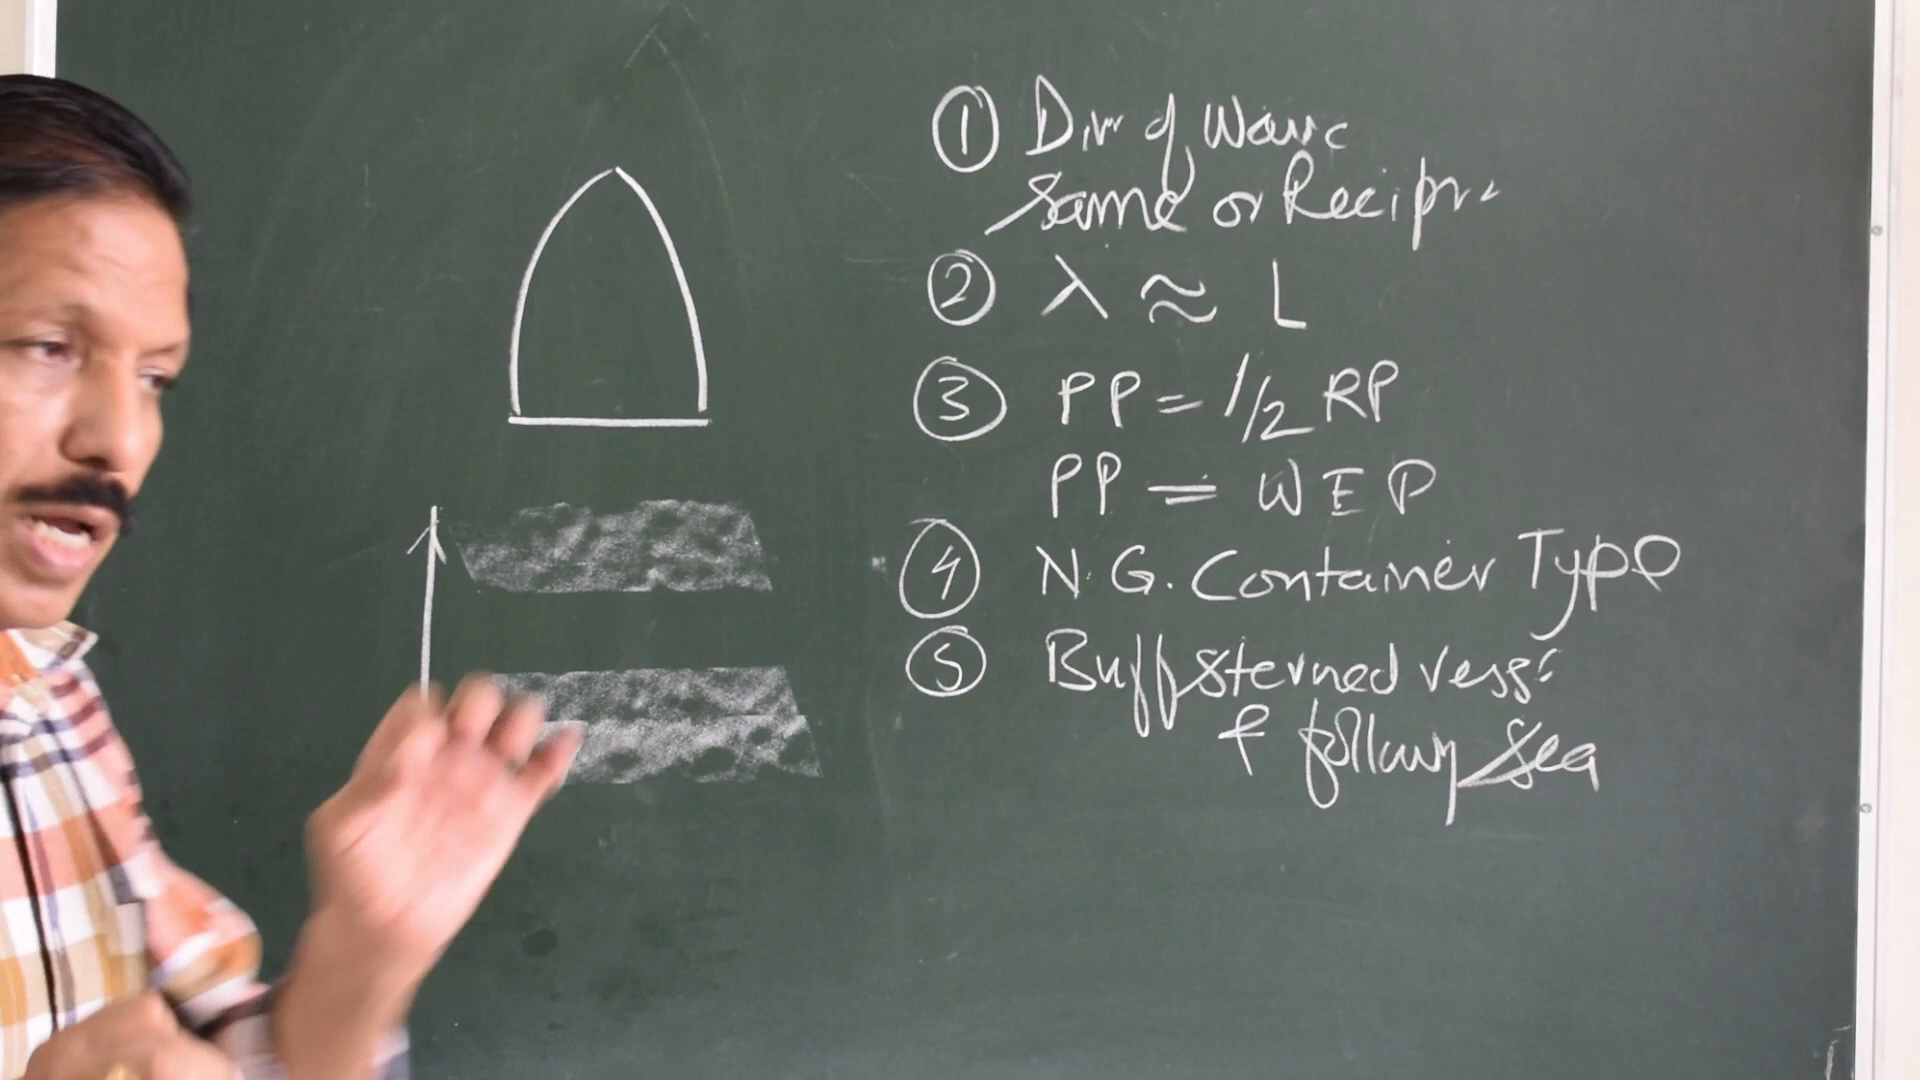 ① Dir of Wave
Same or Recipr.
② λ ≈ L
③ PP = 1/2 RP
PP = WEP
④ N.G. Container Type
⑤ Buff sterned vess:
& follwy Sea